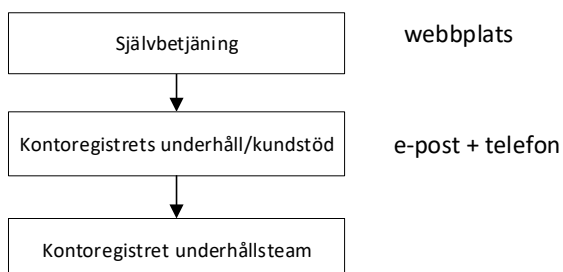 Självbetjäning
webbplats
Kontoregistrets underhåll/kundstöd
e-post + telefon
Kontoregistret underhållsteam